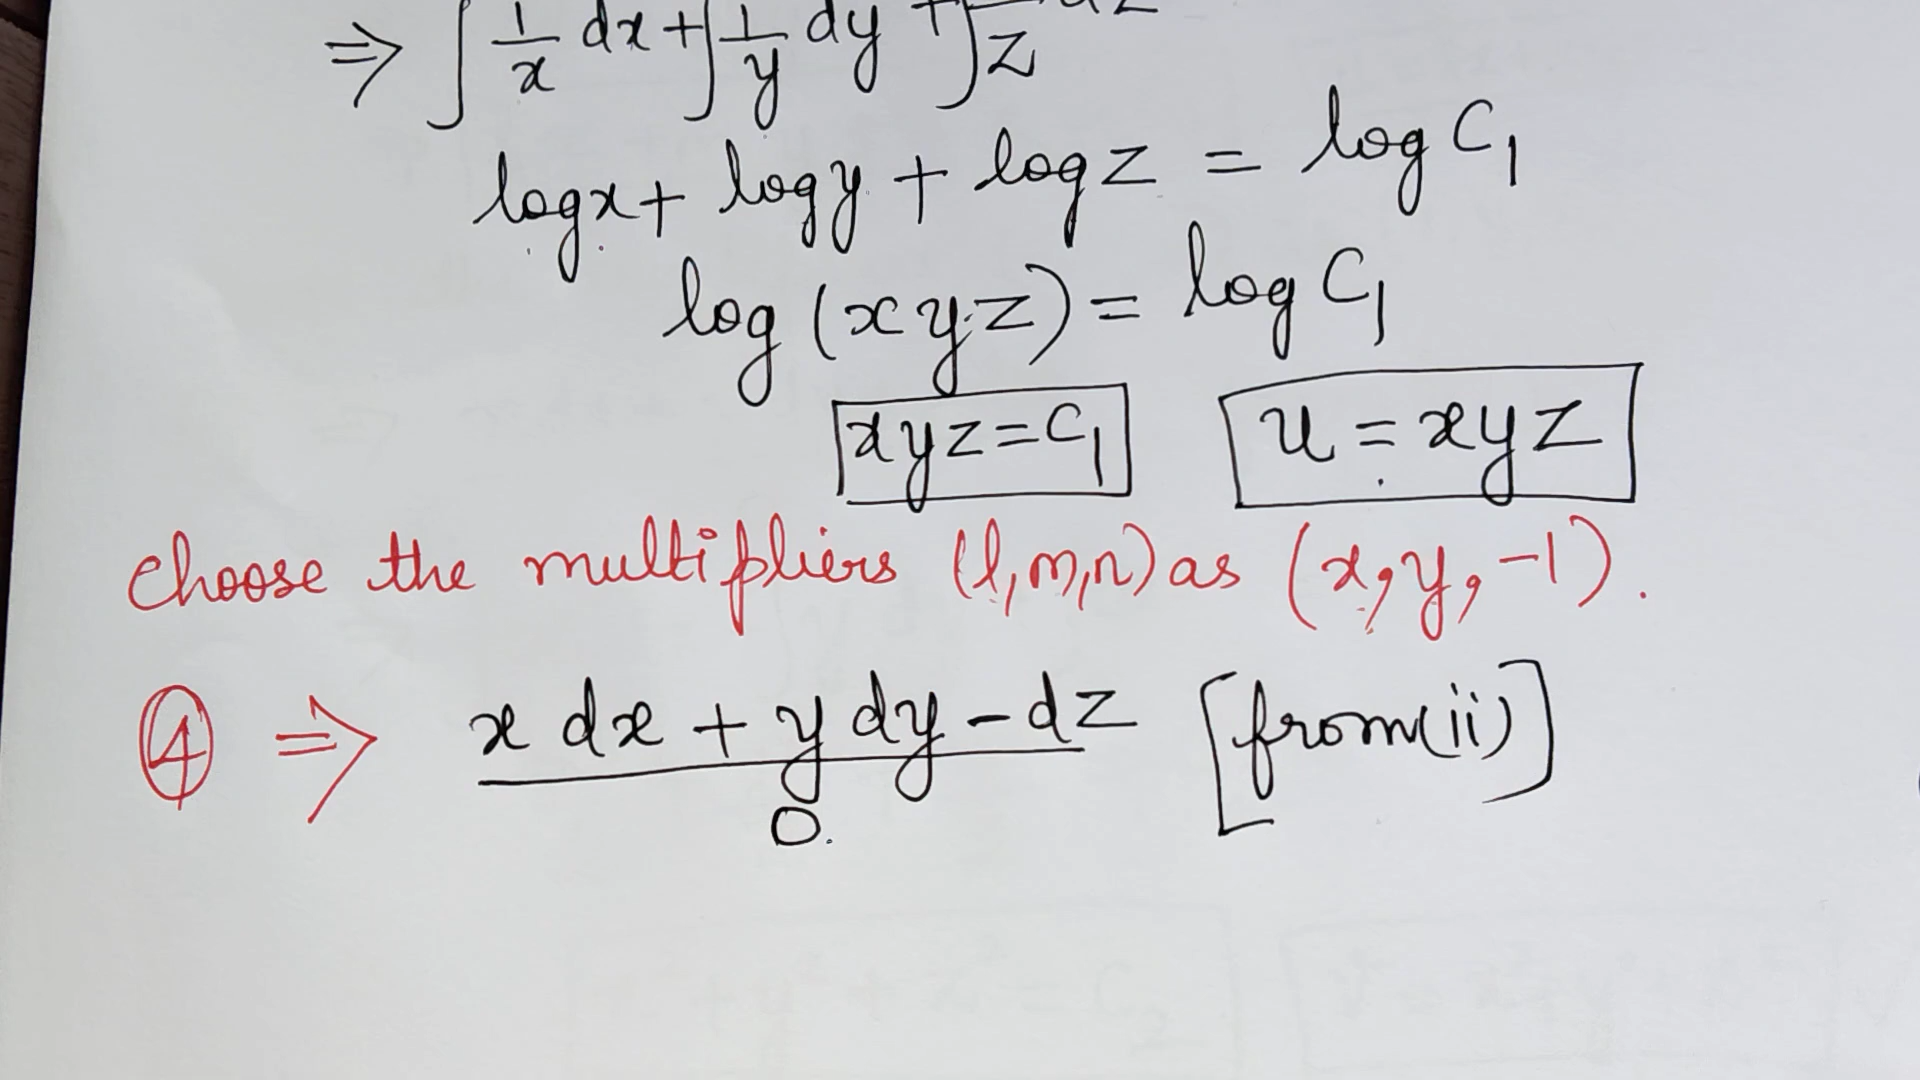 ⇒ ∫ 1/x dx + ∫ 1/y dy + ∫ /z dz
log x + log y + log z = log C₁
log (xyz) = log C₁
xyz = C₁ u = xyz
choose the multipliers (l,m,n) as (x, y, -1).
④ ⇒ x dx + y dy - dz / 0. [from (ii)]